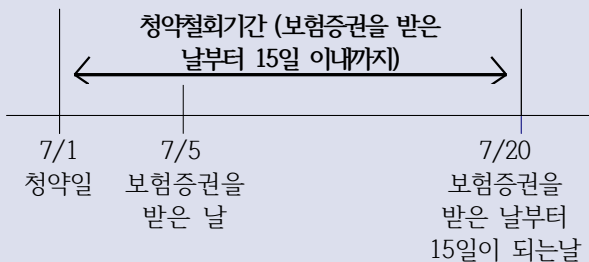 청약철회기간 (보험증권을 받은
날부터 15일 이내까지)
7/1
청약일
7/5
보험증권을
받은 날
7/20
보험증권을
받은 날부터
15일이 되는날